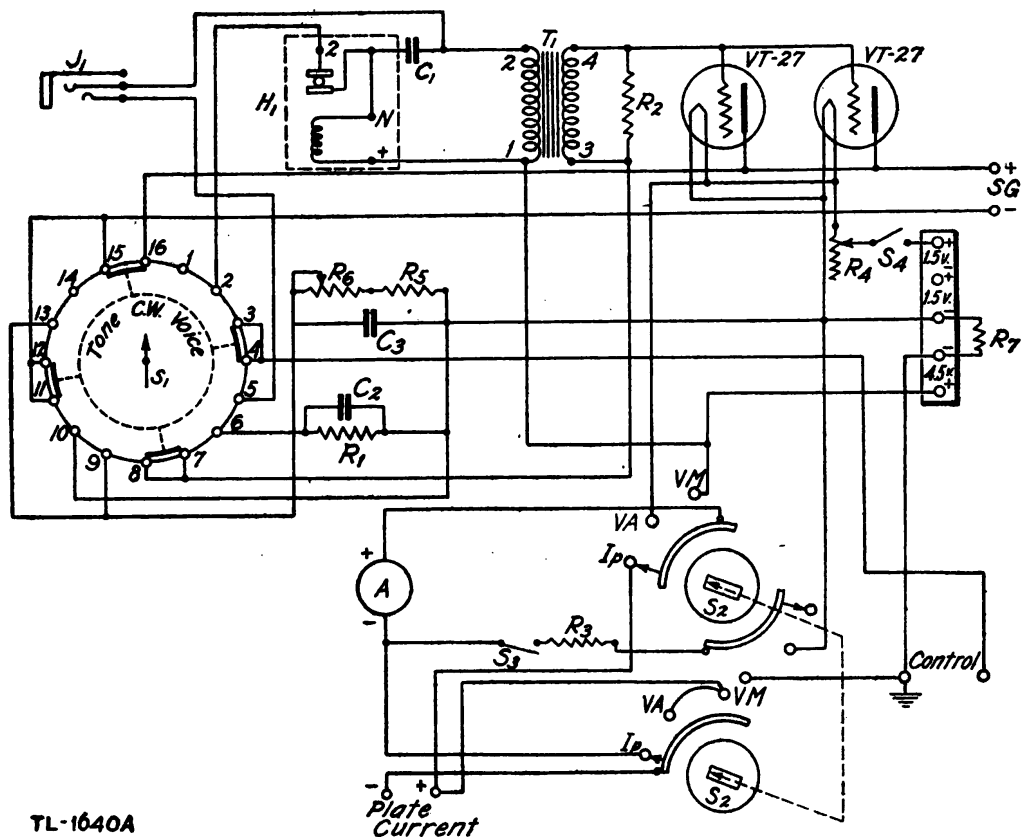 J1
2
H1
N
+
C1
2
1
T1
4
3
R2
VT-27
VT-27
+
SG
-
R4
S4
+
1.5 V.
-
+
1.5 V.
-
-
4.5 V.
+
R7
16
15
14
13
12
11
10
9
8
7
6
5
4
3
2
1
Tone C.W. Voice
S1
R6
R5
C3
C2
R1
VM
VA
Ip
S2
+
A
-
S3
R3
Control
VA
VM
Ip
S2
- +
Plate
Current
TL-1640A